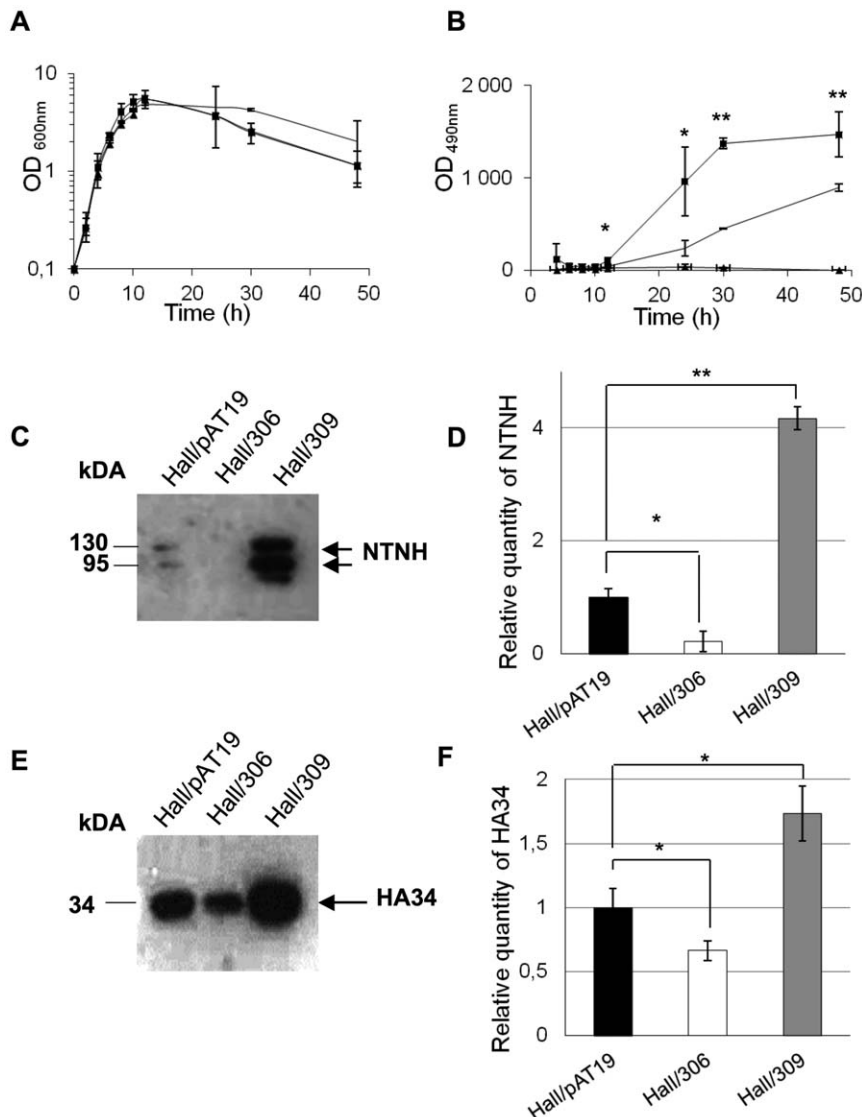 A
10
1
0,1
OD 600nm
0 10 20 30 40 50
Time (h)
B
2 000
1 000
0
OD490nm
* * ** **
0 10 20 30 40 50
Time (h)
C
kDA
Hall/pAT19
Hall/306
Hall/309
130
95
NTNH
D
Relative quantity of NTNH
4
2
0
**
*
Hall/pAT19
Hall/306
Hall/309
E
kDA
Hall/pAT19
Hall/306
Hall/309
34
HA34
F
Relative quantity of HA34
2
1,5
1
0,5
0
*
*
Hall/pAT19
Hall/306
Hall/309